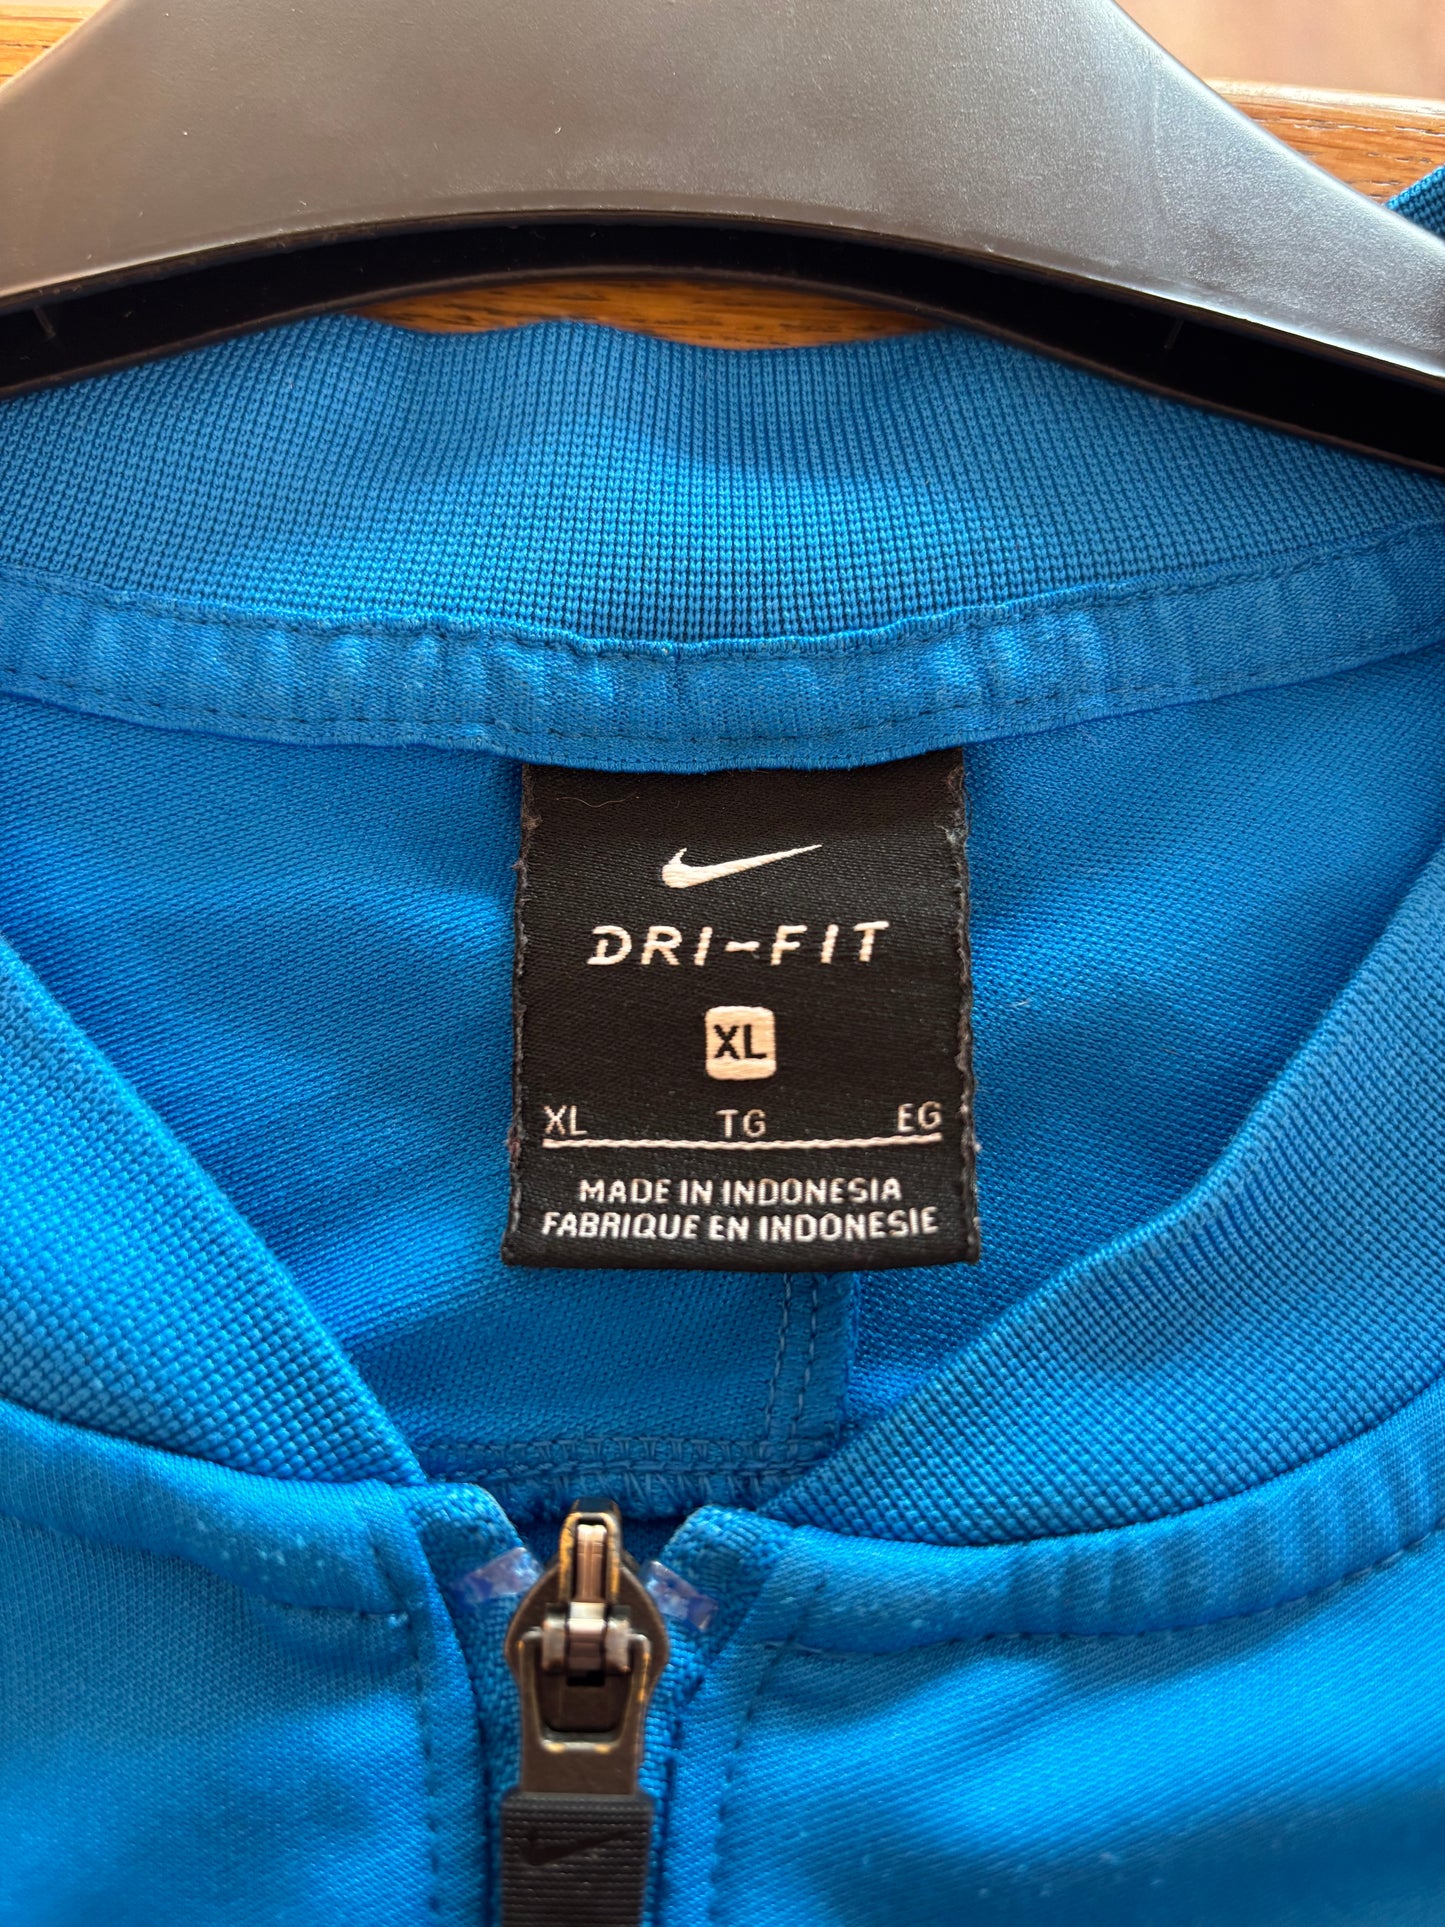 DRI-FIT
XL
XL TG EG
MADE IN INDONESIA
FABRIQUE EN INDONESIE